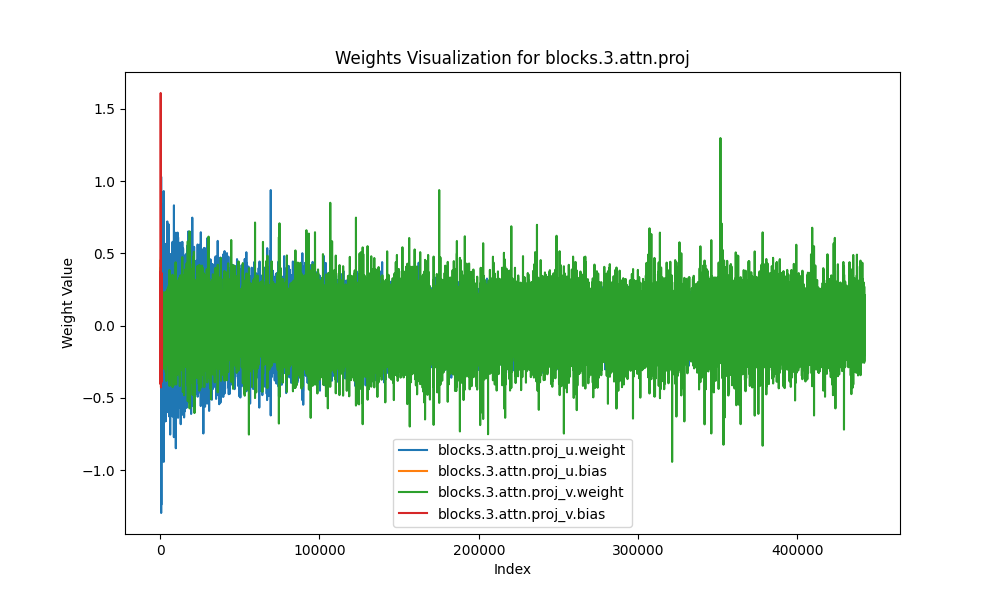 Weights Visualization for blocks.3.attn.proj
1.5
1.0
0.5
0.0
−0.5
−1.0
Weight Value
blocks.3.attn.proj_u.weight
blocks.3.attn.proj_u.bias
blocks.3.attn.proj_v.weight
blocks.3.attn.proj_v.bias
0 100000 200000 300000 400000
Index